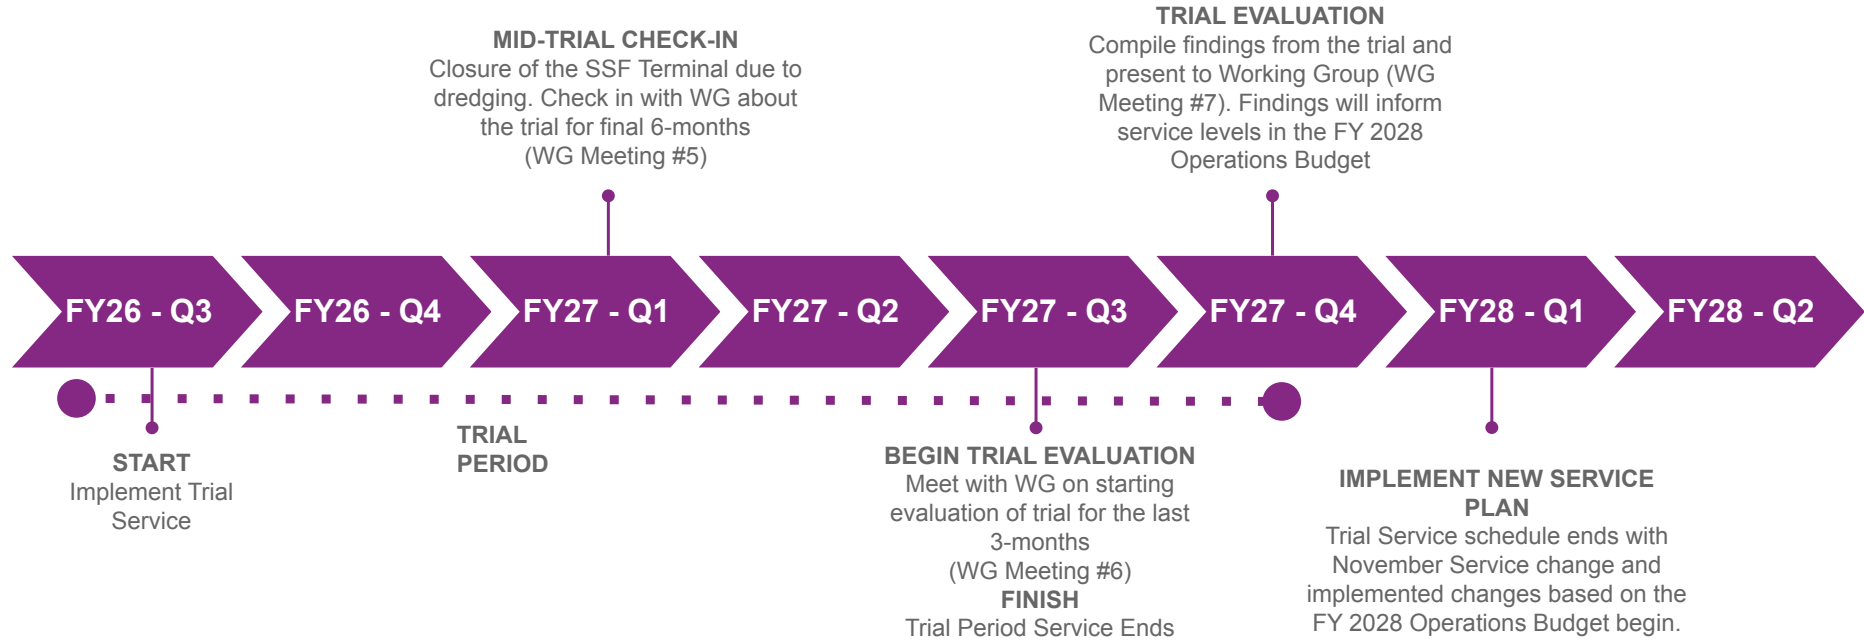 MID-TRIAL CHECK-IN
Closure of the SSF Terminal due to
dredging. Check in with WG about
the trial for final 6-months
(WG Meeting #5)
TRIAL EVALUATION
Compile findings from the trial and
present to Working Group (WG
Meeting #7). Findings will inform
service levels in the FY 2028
Operations Budget
FY26 - Q3
FY26 - Q4
FY27 - Q1
FY27 - Q2
FY27 - Q3
FY27 - Q4
FY28 - Q1
FY28 - Q2
START
Implement Trial
Service
TRIAL
PERIOD
BEGIN TRIAL EVALUATION
Meet with WG on starting
evaluation of trial for the last
3-months
(WG Meeting #6)
FINISH
Trial Period Service Ends
IMPLEMENT NEW SERVICE
PLAN
Trial Service schedule ends with
November Service change and
implemented changes based on the
FY 2028 Operations Budget begin.